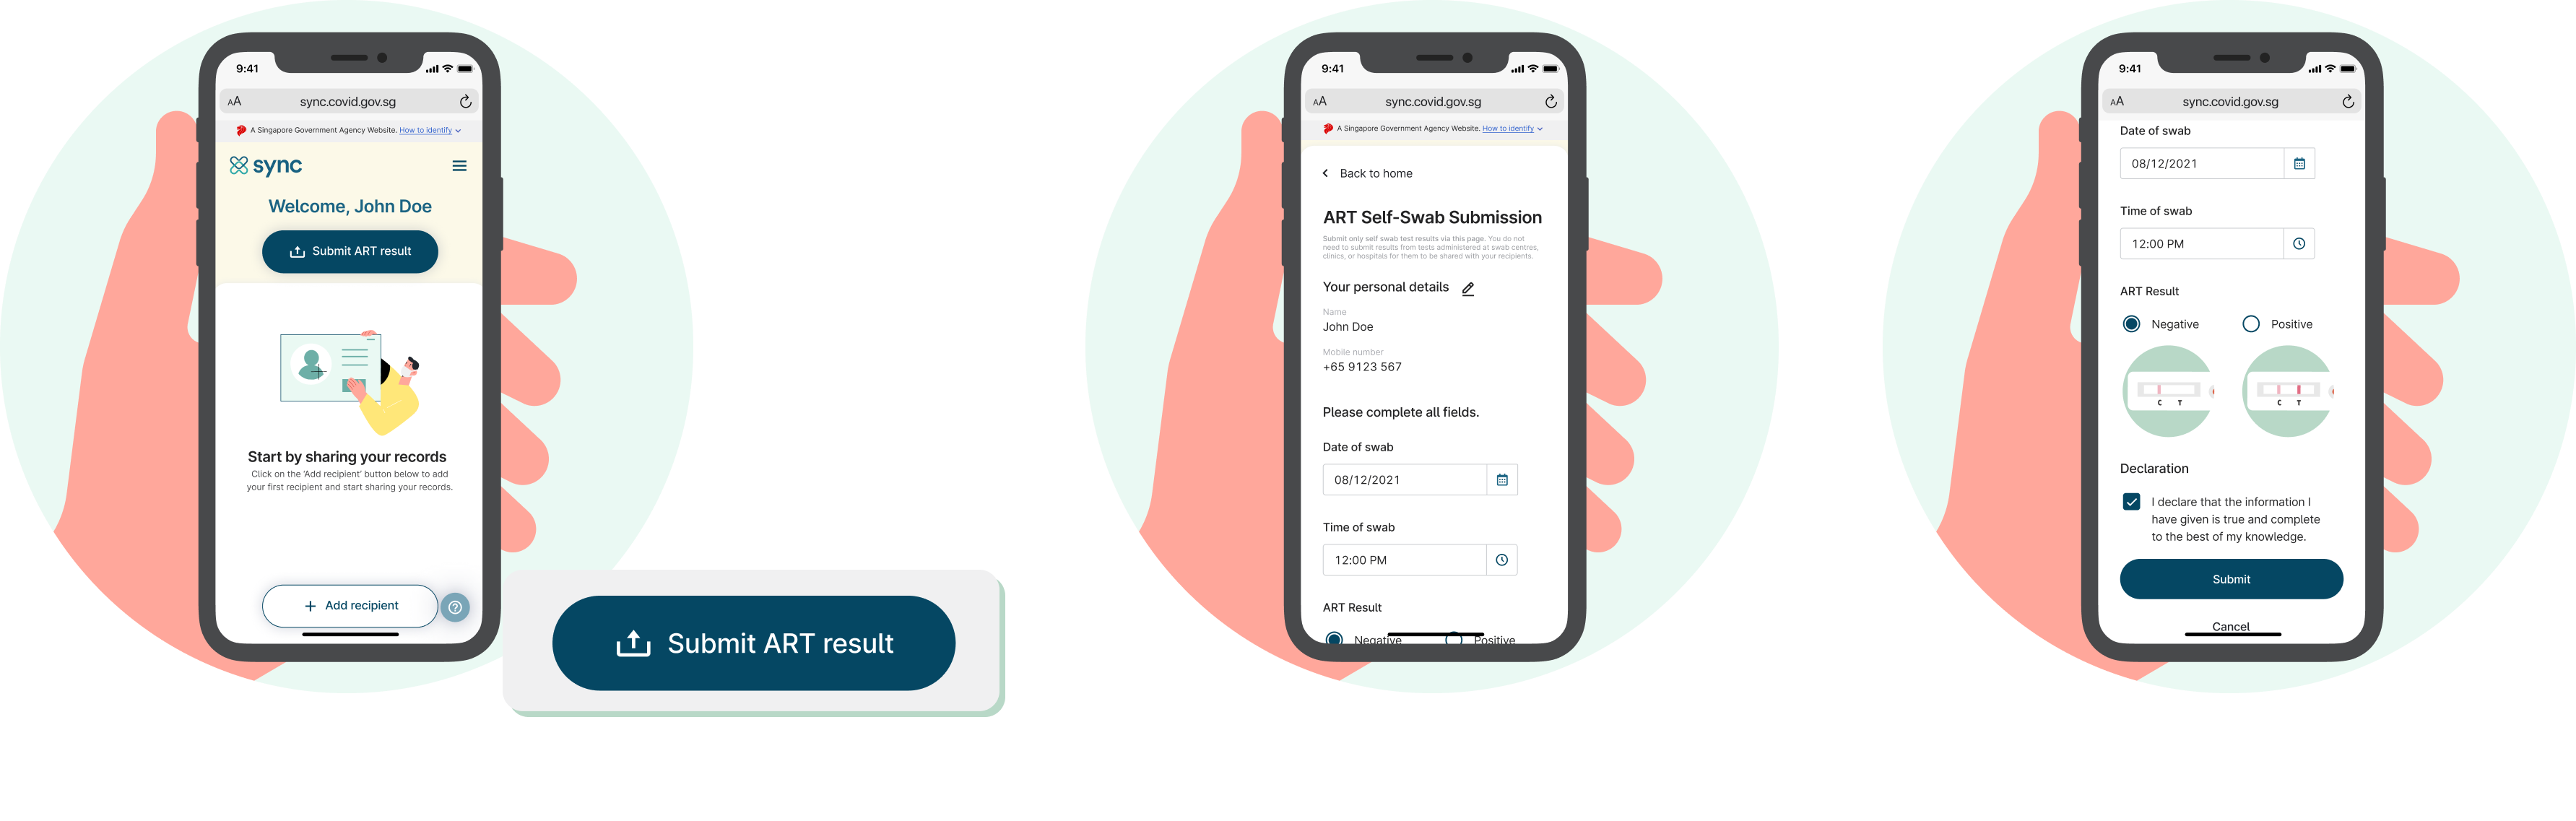 9:41
AA sync.covid.gov.sg
A Singapore Government Agency Website. How to identify
sync
Welcome, John Doe
Submit ART result
Start by sharing your records
Click on the 'Add recipient' button below to add
your first recipient and start sharing your records.
+ Add recipient
?
Submit ART result
9:41
AA sync.covid.gov.sg
A Singapore Government Agency Website. How to identify
Back to home
ART Self-Swab Submission
Submit only self swab test results via this page. You do not
need to submit results from tests administered at swab centres,
clinics, or hospitals for them to be shared with your recipients.
Your personal details
Name
John Doe
Mobile number
+65 9123 567
Please complete all fields.
Date of swab
08/12/2021
Time of swab
12:00 PM
ART Result
Negative Positive
9:41
AA sync.covid.gov.sg
Date of swab
08/12/2021
Time of swab
12:00 PM
ART Result
Negative Positive
C T C T
Declaration
I declare that the information I
have given is true and complete
to the best of my knowledge.
Submit
Cancel